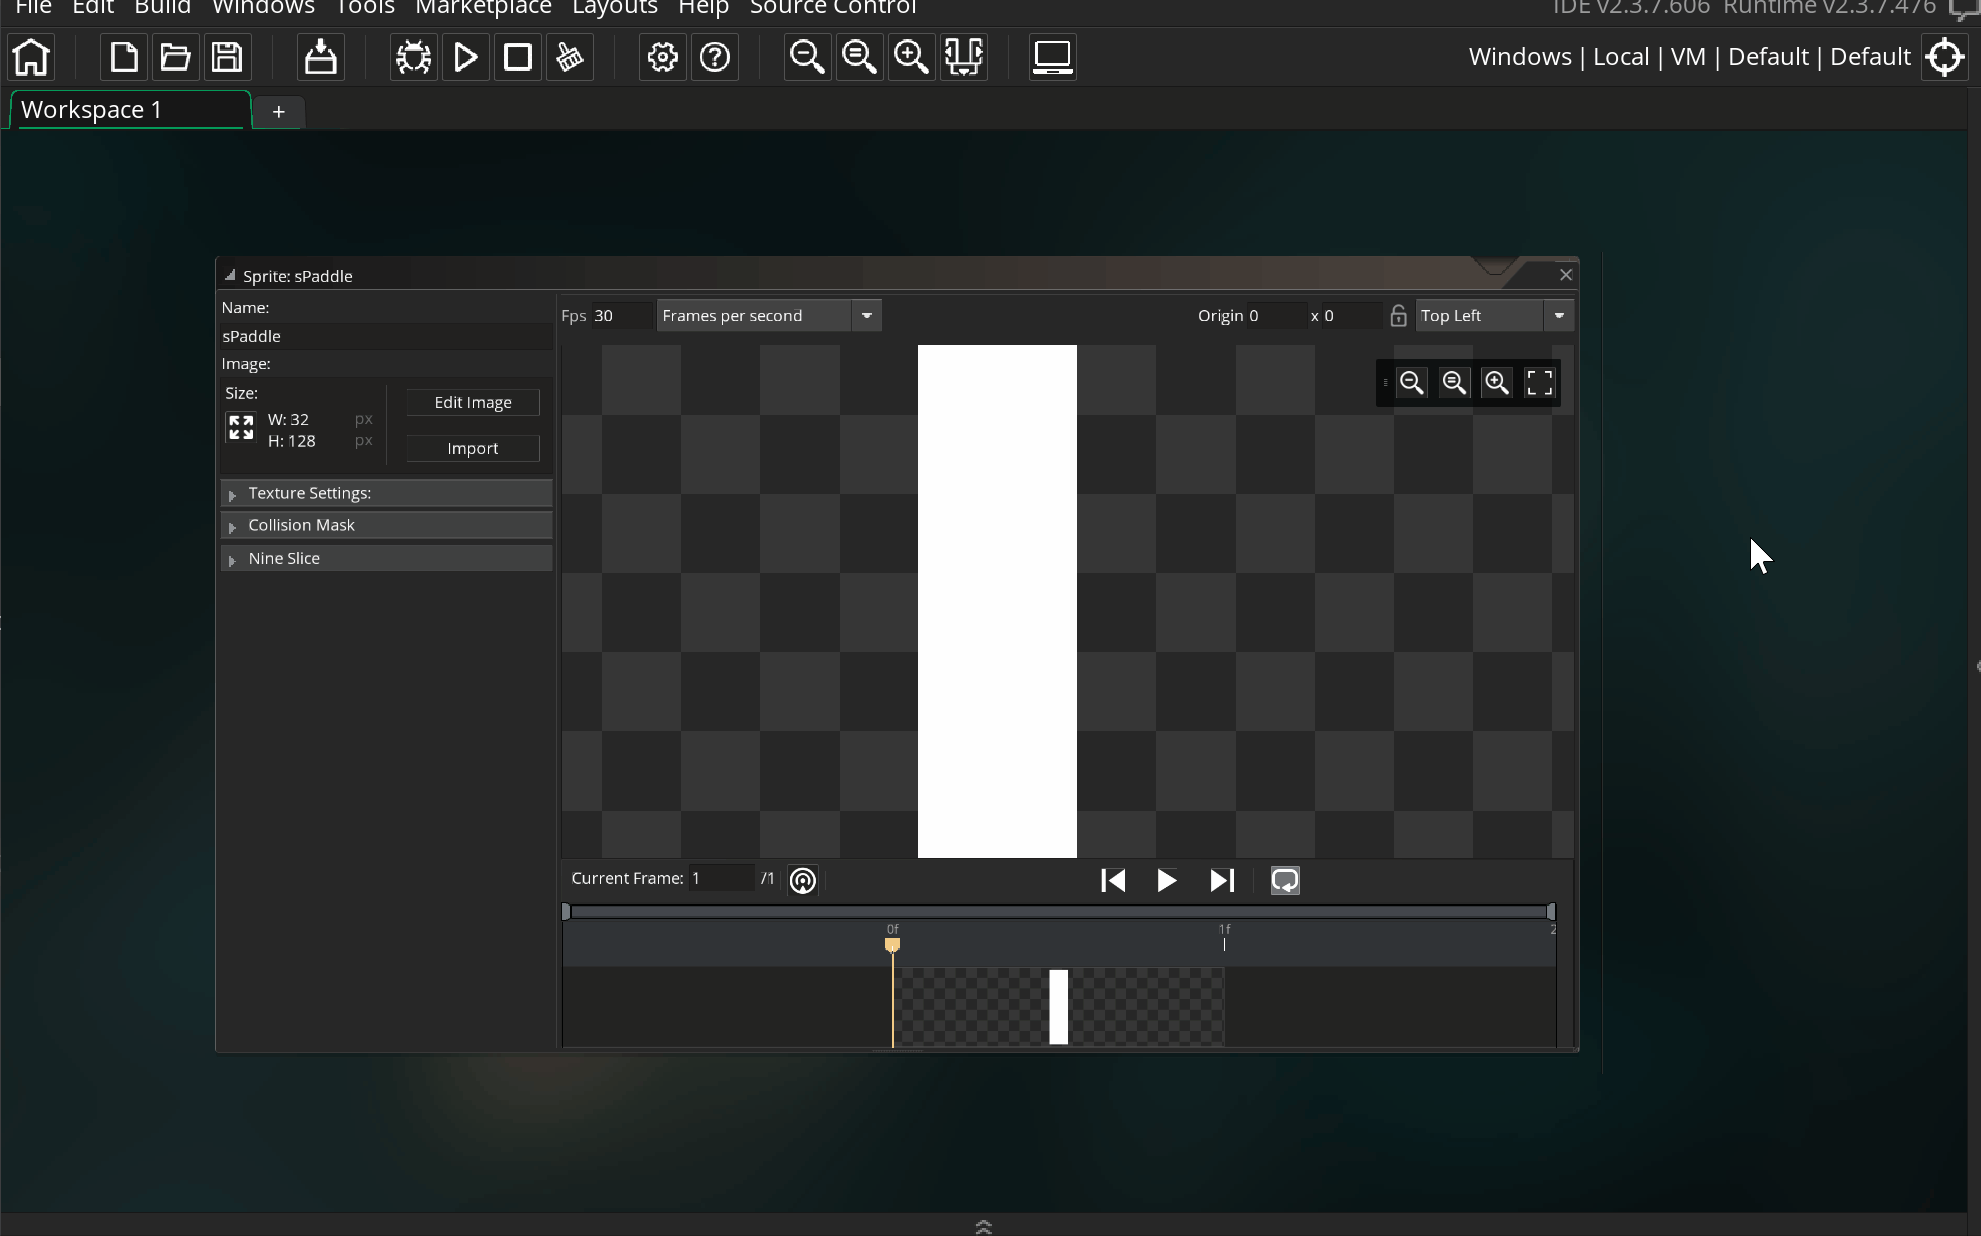 File Edit Build Windows Tools Marketplace Layouts Help Source Control IDE v2.3.7.606 Runtime v2.3.7.476
Windows | Local | VM | Default | Default
Workspace 1 +
Sprite: sPaddle
Name:
sPaddle
Image:
Size:
W: 32 px
H: 128 px
Edit Image
Import
Texture Settings:
Collision Mask
Nine Slice
Fps 30 Frames per second Origin 0 x 0 Top Left
Current Frame: 1 /1
0f 1f 2